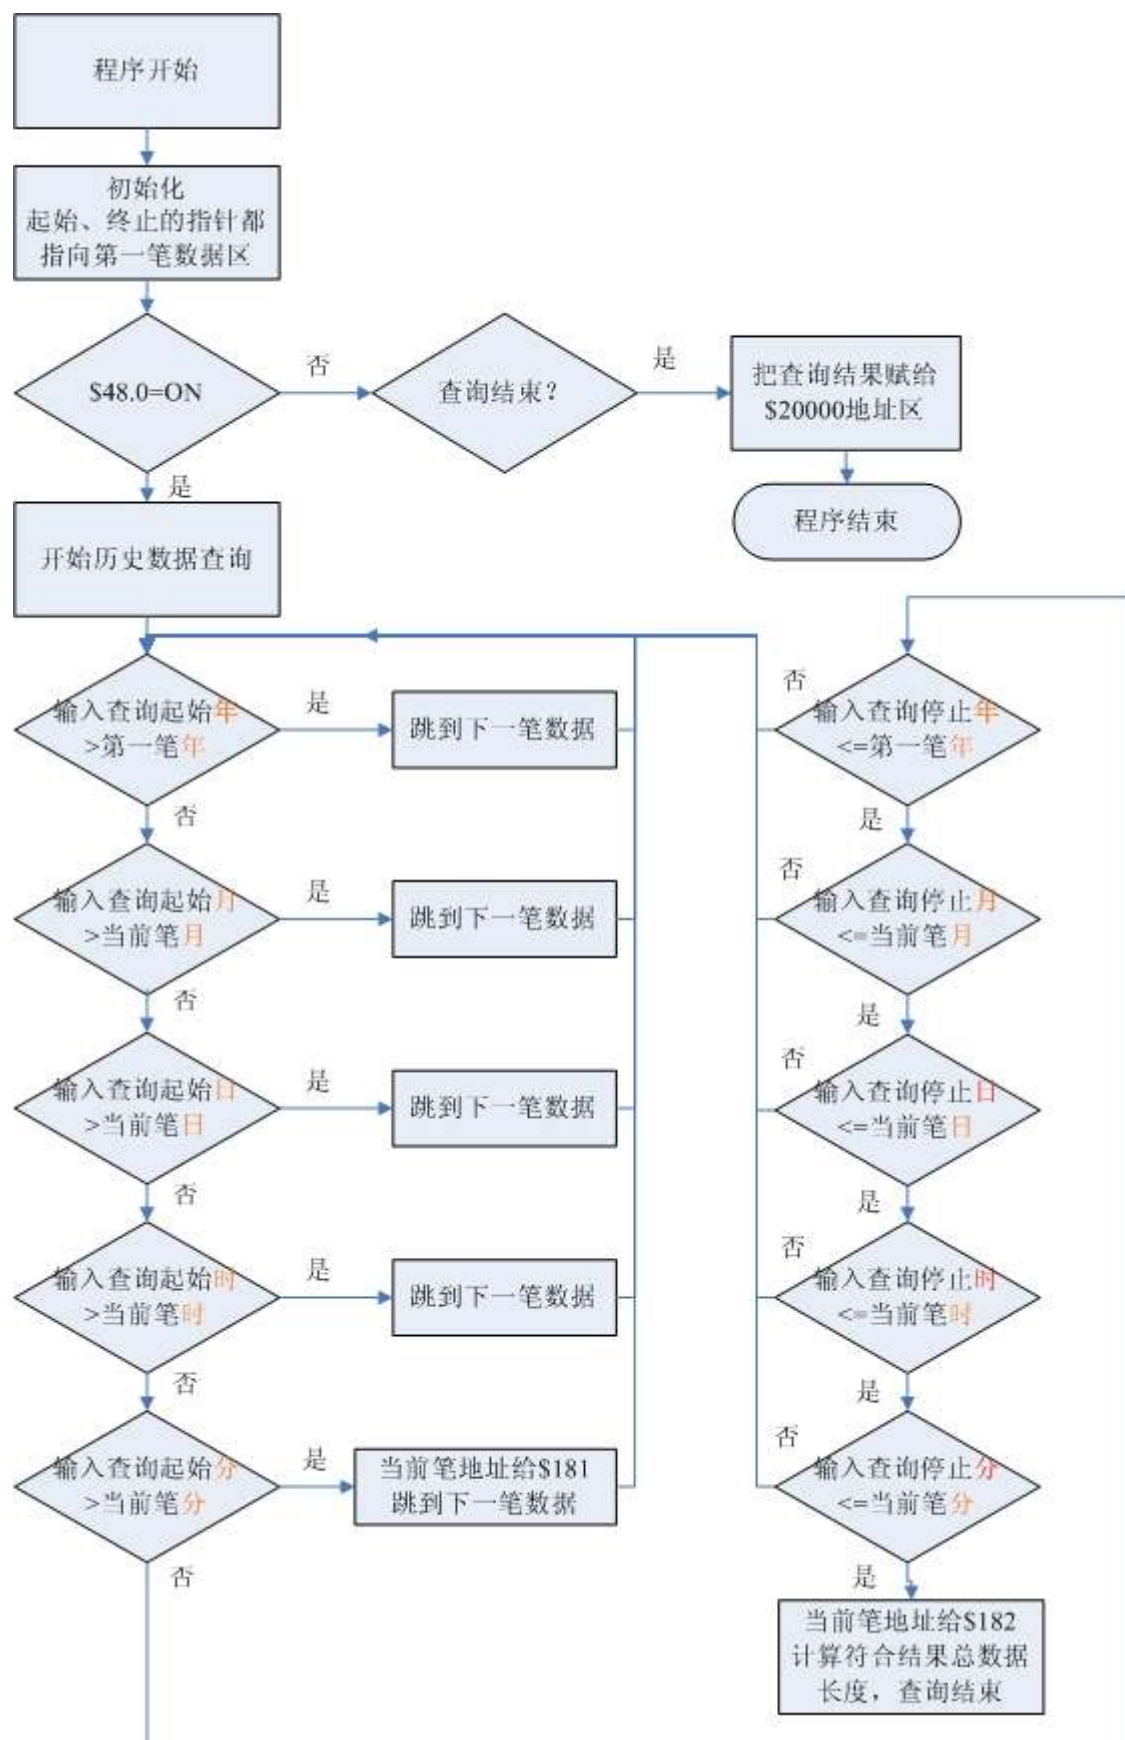 程序开始
初始化
起始、终止的指针都
指向第一笔数据区
$48.0=ON
否
查询结束？
是
把查询结果赋给
$20000地址区
程序结束
是
开始历史数据查询
输入查询起始年
>第一笔年
是
跳到下一笔数据
否
输入查询起始月
>当前笔月
是
跳到下一笔数据
否
输入查询起始日
>当前笔日
是
跳到下一笔数据
否
输入查询起始时
>当前笔时
是
跳到下一笔数据
否
输入查询起始分
>当前笔分
是
当前笔地址给$181
跳到下一笔数据
否
否
输入查询停止年
<=第一笔年
是
否
输入查询停止月
<=当前笔月
是
否
输入查询停止日
<=当前笔日
是
否
输入查询停止时
<=当前笔时
是
否
输入查询停止分
<=当前笔分
是
当前笔地址给$182
计算符合结果总数据
长度，查询结束